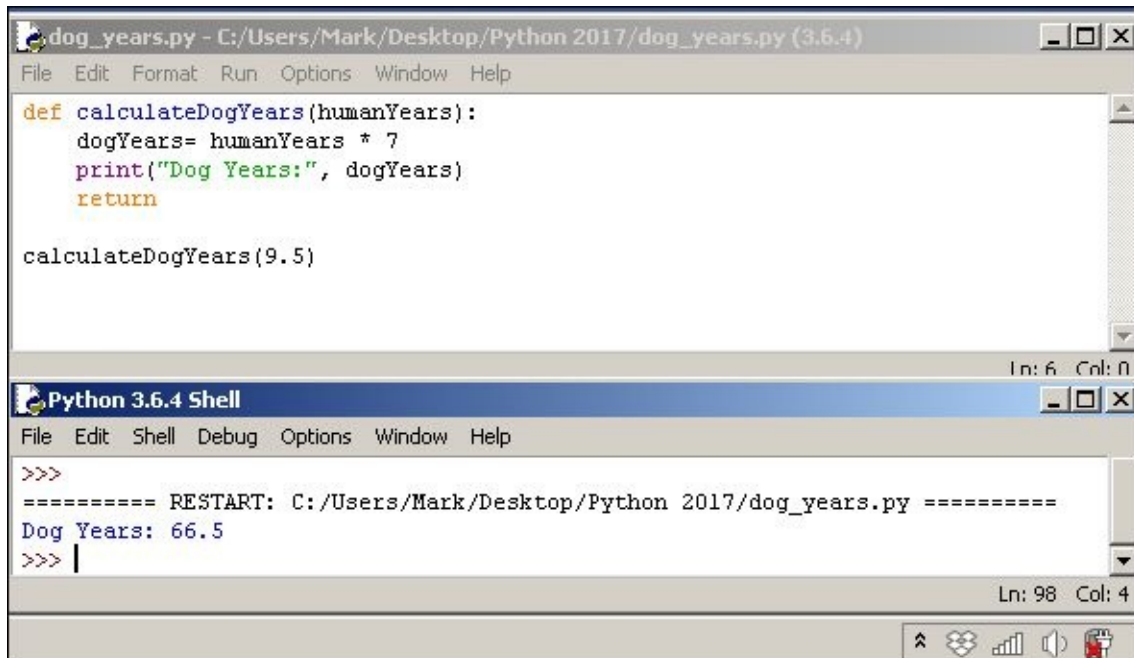 dog_years.py - C:/Users/Mark/Desktop/Python 2017/dog_years.py (3.6.4)
File Edit Format Run Options Window Help
def calculateDogYears(humanYears):
    dogYears= humanYears * 7
    print("Dog Years:", dogYears)
    return
calculateDogYears(9.5)
Ln: 6 Col: 0
Python 3.6.4 Shell
File Edit Shell Debug Options Window Help
>>>
========== RESTART: C:/Users/Mark/Desktop/Python 2017/dog_years.py ==========
Dog Years: 66.5
>>>
Ln: 98 Col: 4